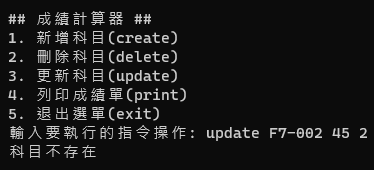 ## 成績計算器 ##
1. 新增科目(create)
2. 刪除科目(delete)
3. 更新科目(update)
4. 列印成績單(print)
5. 退出選單(exit)
輸入要執行的指令操作: update F7-002 45 2
科目不存在